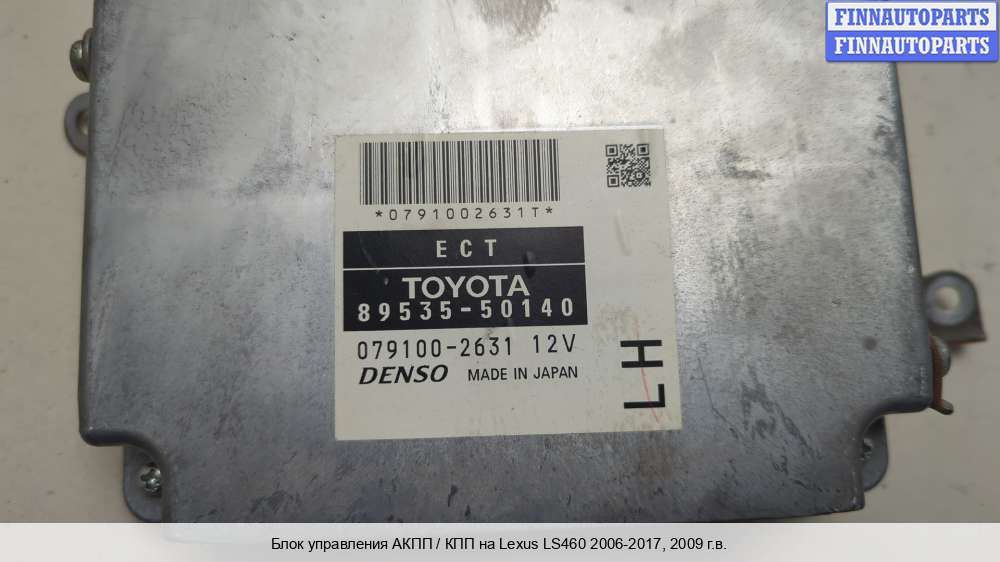 FINNAUTOPARTS
FINNAUTOPARTS
*0791002631T*
ECT
TOYOTA
89535-50140
079100-2631 12V
DENSO MADE IN JAPAN
LH
Блок управления АКПП / КПП на Lexus LS460 2006-2017, 2009 г.в.